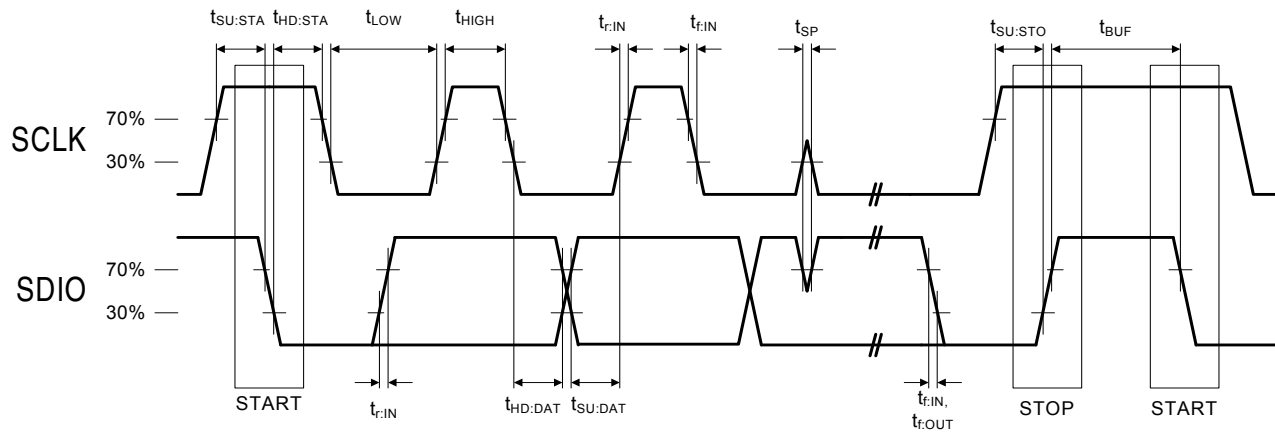 tSU:STA tHD:STA tLOW tHIGH tr:IN tf:IN tSP tSU:STO tBUF
70%
SCLK
30%
70%
SDIO
30%
START tr:IN tHD:DAT tSU:DAT tf:IN, STOP START
tf:OUT